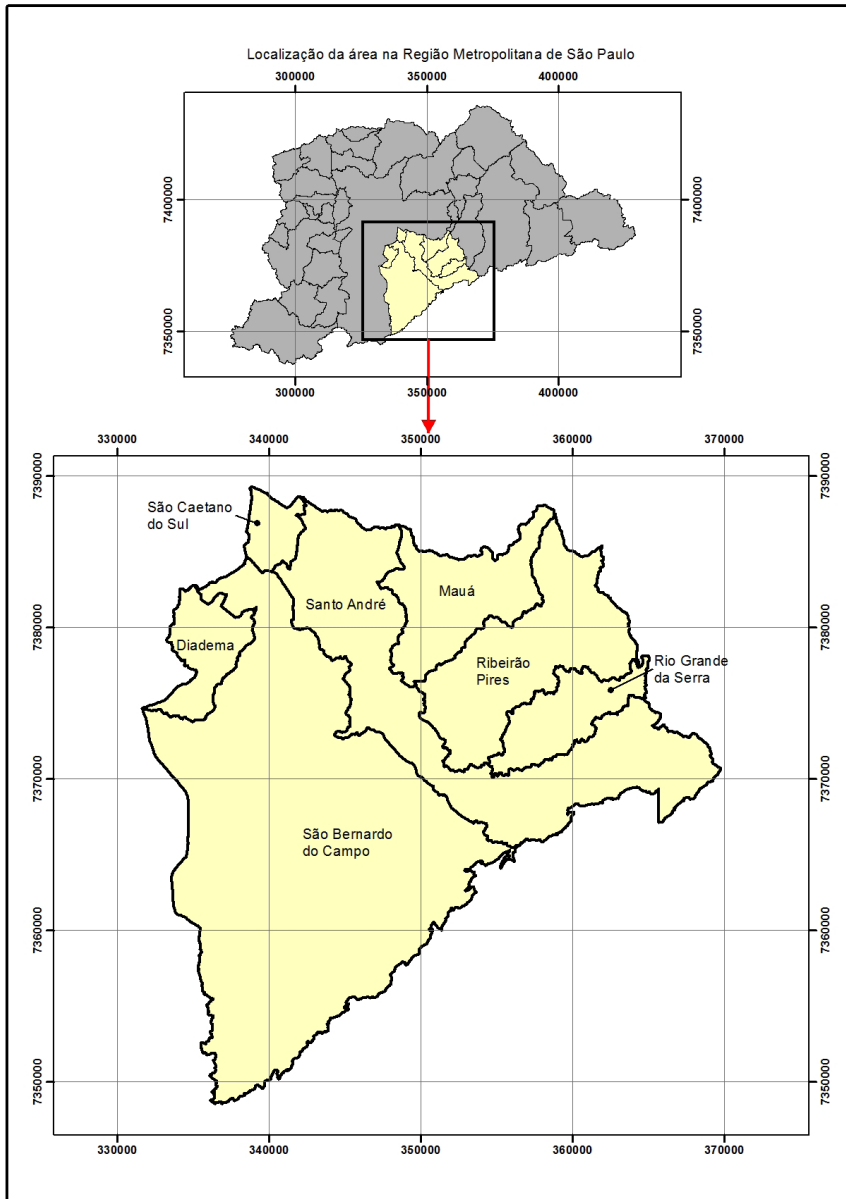 Localização da área na Região Metropolitana de São Paulo
300000 350000 400000
7400000 7400000
7350000 7350000
300000 350000 400000
330000 340000 350000 360000 370000
7390000 7390000
São Caetano
do Sul
Mauá
Santo André
7380000 7380000
Diadema
Ribeirão
Pires
Rio Grande
da Serra
7370000 7370000
São Bernardo
do Campo
7360000 7360000
7350000 7350000
330000 340000 350000 360000 370000